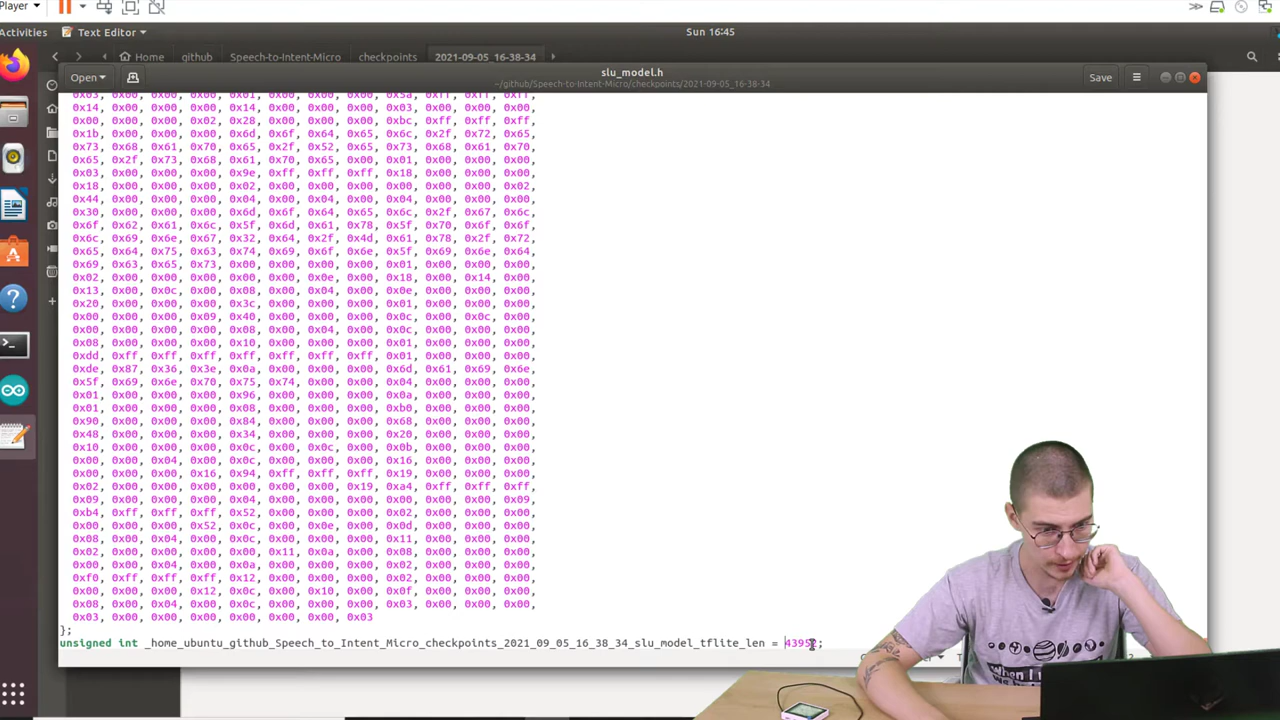 Player
Activities
Text Editor
Sun 16:45
Home github Speech-to-Intent-Micro checkpoints 2021-09-05_16-38-34
Open
slu_model.h
~/github/Speech-to-Intent-Micro/checkpoints/2021-09-05_16-38-34
Save
0x03, 0x00, 0x00, 0x00, 0x01, 0x00, 0x00, 0x00, 0x5a, 0xff, 0xff, 0xff,
0x14, 0x00, 0x00, 0x00, 0x14, 0x00, 0x00, 0x00, 0x03, 0x00, 0x00, 0x00,
0x00, 0x00, 0x00, 0x02, 0x28, 0x00, 0x00, 0x00, 0xbc, 0xff, 0xff, 0xff,
0x1b, 0x00, 0x00, 0x00, 0x6d, 0x6f, 0x64, 0x65, 0x6c, 0x2f, 0x72, 0x65,
0x73, 0x68, 0x61, 0x70, 0x65, 0x2f, 0x52, 0x65, 0x73, 0x68, 0x61, 0x70,
0x65, 0x2f, 0x73, 0x68, 0x61, 0x70, 0x65, 0x00, 0x01, 0x00, 0x00, 0x00,
0x03, 0x00, 0x00, 0x00, 0x9e, 0xff, 0xff, 0xff, 0x18, 0x00, 0x00, 0x00,
0x18, 0x00, 0x00, 0x00, 0x02, 0x00, 0x00, 0x00, 0x00, 0x00, 0x00, 0x02,
0x44, 0x00, 0x00, 0x00, 0x04, 0x00, 0x04, 0x00, 0x04, 0x00, 0x00, 0x00,
0x30, 0x00, 0x00, 0x00, 0x6d, 0x6f, 0x64, 0x65, 0x6c, 0x2f, 0x67, 0x6c,
0x6f, 0x62, 0x61, 0x6c, 0x5f, 0x6d, 0x61, 0x78, 0x5f, 0x70, 0x6f, 0x6f,
0x6c, 0x69, 0x6e, 0x67, 0x32, 0x64, 0x2f, 0x4d, 0x61, 0x78, 0x2f, 0x72,
0x65, 0x64, 0x75, 0x63, 0x74, 0x69, 0x6f, 0x6e, 0x5f, 0x69, 0x6e, 0x64,
0x69, 0x63, 0x65, 0x73, 0x00, 0x00, 0x00, 0x00, 0x01, 0x00, 0x00, 0x00,
0x02, 0x00, 0x00, 0x00, 0x00, 0x00, 0x0e, 0x00, 0x18, 0x00, 0x14, 0x00,
0x13, 0x00, 0x0c, 0x00, 0x08, 0x00, 0x04, 0x00, 0x0e, 0x00, 0x00, 0x00,
0x20, 0x00, 0x00, 0x00, 0x3c, 0x00, 0x00, 0x00, 0x01, 0x00, 0x00, 0x00,
0x00, 0x00, 0x00, 0x09, 0x40, 0x00, 0x00, 0x00, 0x0c, 0x00, 0x0c, 0x00,
0x00, 0x00, 0x00, 0x00, 0x08, 0x00, 0x04, 0x00, 0x0c, 0x00, 0x00, 0x00,
0x08, 0x00, 0x00, 0x00, 0x10, 0x00, 0x00, 0x00, 0x01, 0x00, 0x00, 0x00,
0xdd, 0xff, 0xff, 0xff, 0xff, 0xff, 0xff, 0xff, 0x01, 0x00, 0x00, 0x00,
0xde, 0x87, 0x36, 0x3e, 0x0a, 0x00, 0x00, 0x00, 0x6d, 0x61, 0x69, 0x6e,
0x5f, 0x69, 0x6e, 0x70, 0x75, 0x74, 0x00, 0x00, 0x04, 0x00, 0x00, 0x00,
0x01, 0x00, 0x00, 0x00, 0x96, 0x00, 0x00, 0x00, 0x0a, 0x00, 0x00, 0x00,
0x01, 0x00, 0x00, 0x00, 0x08, 0x00, 0x00, 0x00, 0xba, 0x00, 0x00, 0x00,
0x90, 0x00, 0x00, 0x00, 0x84, 0x00, 0x00, 0x00, 0x68, 0x00, 0x00, 0x00,
0x48, 0x00, 0x00, 0x00, 0x34, 0x00, 0x00, 0x00, 0x20, 0x00, 0x00, 0x00,
0x10, 0x00, 0x00, 0x00, 0x0c, 0x00, 0x0c, 0x00, 0x0b, 0x00, 0x00, 0x00,
0x00, 0x00, 0x04, 0x00, 0x0c, 0x00, 0x00, 0x00, 0x16, 0x00, 0x00, 0x00,
0x00, 0x00, 0x00, 0x16, 0x94, 0xff, 0xff, 0xff, 0x19, 0x00, 0x00, 0x00,
0x02, 0x00, 0x00, 0x00, 0x00, 0x00, 0x00, 0x19, 0xa4, 0xff, 0xff, 0xff,
0x09, 0x00, 0x00, 0x00, 0x04, 0x00, 0x00, 0x00, 0x00, 0x00, 0x00, 0x09,
0xb4, 0xff, 0xff, 0xff, 0x52, 0x00, 0x00, 0x00, 0x02, 0x00, 0x00, 0x00,
0x00, 0x00, 0x00, 0x52, 0x0c, 0x00, 0x0e, 0x00, 0x0d, 0x00, 0x00, 0x00,
0x08, 0x00, 0x04, 0x00, 0x0c, 0x00, 0x00, 0x00, 0x11, 0x00, 0x00, 0x00,
0x02, 0x00, 0x00, 0x00, 0x00, 0x00, 0x11, 0x0a, 0x00, 0x08, 0x00, 0x00, 0x00,
0x00, 0x00, 0x04, 0x00, 0x0a, 0x00, 0x00, 0x00, 0x02, 0x00, 0x00, 0x00,
0xf0, 0xff, 0xff, 0xff, 0x12, 0x00, 0x00, 0x00, 0x02, 0x00, 0x00, 0x00,
0x00, 0x00, 0x00, 0x12, 0x0c, 0x00, 0x10, 0x00, 0x0f, 0x00, 0x00, 0x00,
0x08, 0x00, 0x04, 0x00, 0x0c, 0x00, 0x00, 0x00, 0x03, 0x00, 0x00, 0x00,
0x03, 0x00, 0x00, 0x00, 0x00, 0x00, 0x00, 0x03
};
unsigned int _home_ubuntu_github_Speech_to_Intent_Micro_checkpoints_2021_09_05_16_38_34_slu_model_tflite_len =